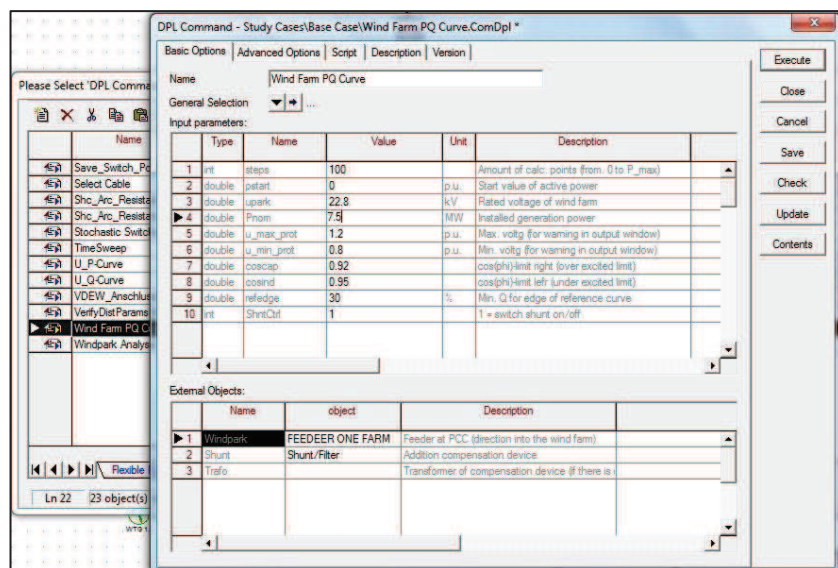 DPL Command - Study Cases\Base Case\Wind Farm PQ Curve.ComDpl *
Basic Options Advanced Options Script Description Version
Name Wind Farm PQ Curve
General Selection ...
Input parameters:
Type Name Value Unit Description
1 int steps 100 Amount of calc. points (from. 0 to P_max)
2 double pstart 0 p.u. Start value of active power
3 double upark 22.8 kV Rated voltage of wind farm
4 double Pnom 7.5 MW Installed generation power
5 double u_max_prot 1.2 p.u. Max. voltg (for warning in output window)
6 double u_min_prot 0.8 p.u. Min. voltg (for warning in output window)
7 double coscap 0.92 cos(phi)-limit right (over excited limit)
8 double cosind 0.95 cos(phi)-limit lefr (under excited limit)
9 double refedge 30 % Min. Q for edge of reference curve
10 int ShntCtrl 1 1 = switch shunt on/off
External Objects:
Name object Description
1 Windpark FEEDEER ONE FARM Feeder at PCC (direction into the wind farm)
2 Shunt Shunt/Filter Addition compensation device
3 Trafo Transformer of compensation device (if there is
Execute
Close
Cancel
Save
Check
Update
Contents
Please Select 'DPL Comma
Name
Save_Switch_Po
Select Cable
Shc_Arc_Resista
Shc_Arc_Resista
Stochastic Switch
TimeSweep
U_P-Curve
U_Q-Curve
VDEW_Anschlus
VerifyDistParams
Wind Farm PQ Cu
Windpark Analys
Flexible
Ln 22 23 object(s)
WTG